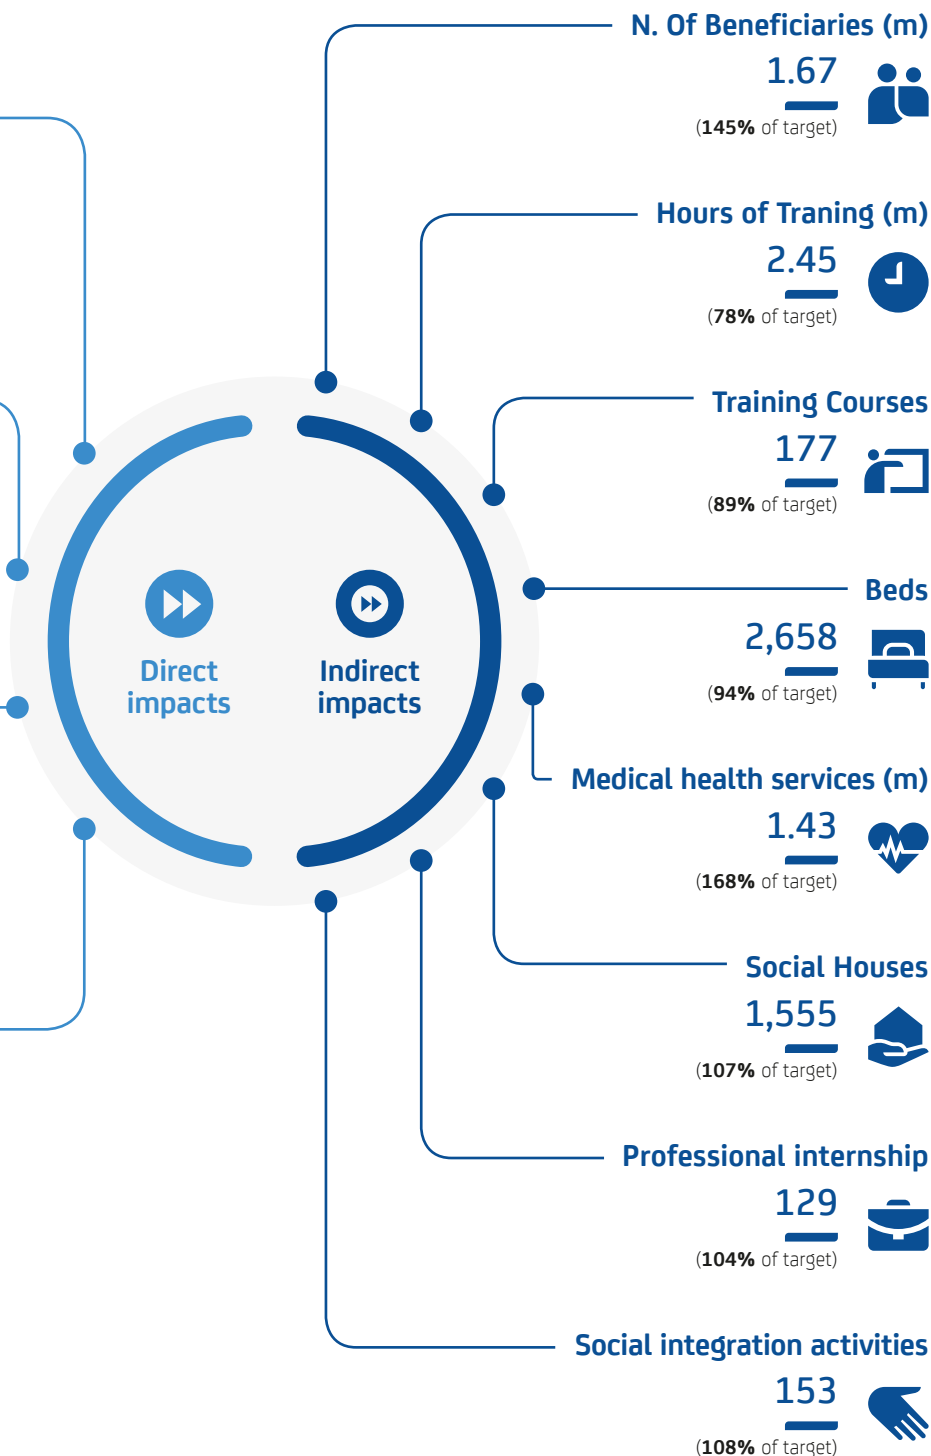 N. Of Beneficiaries (m)
1.67
(145% of target)
Hours of Traning (m)
2.45
(78% of target)
Training Courses
177
(89% of target)
Beds
2,658
(94% of target)
Direct
impacts
Indirect
impacts
Medical health services (m)
1.43
(168% of target)
Social Houses
1,555
(107% of target)
Professional internship
129
(104% of target)
Social integration activities
153
(108% of target)